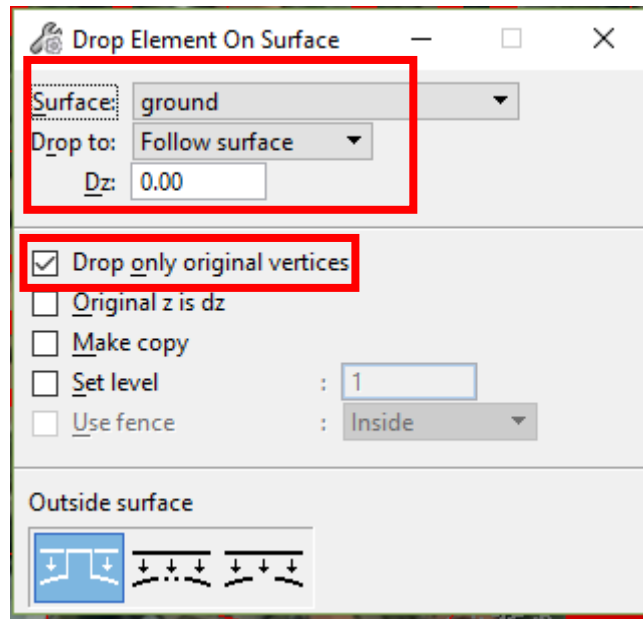 Drop Element On Surface
Surface: ground
Drop to: Follow surface
Dz: 0.00
Drop only original vertices
Original z is dz
Make copy
Set level : 1
Use fence : Inside
Outside surface